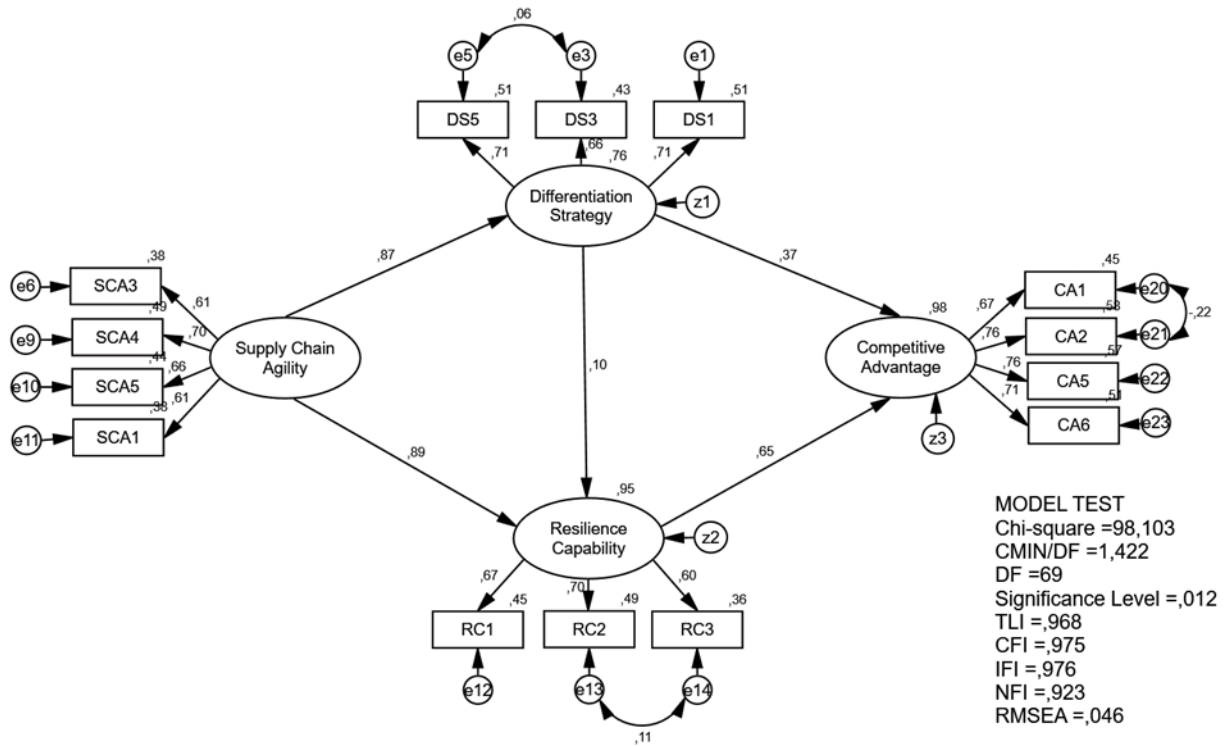 ,06
e5
e3
e1
,51
,43
,51
DS5
DS3
DS1
,71
,66
,76
,71
Differentiation
Strategy
z1
,87
,37
,38
e6
SCA3
,61
,49
e9
SCA4
,70
,44
e10
SCA5
,66
,38
e11
SCA1
,61
Supply Chain
Agility
,10
,98
Competitive
Advantage
z3
,45
,67
CA1
e20
-,22
,58
,76
CA2
e21
,57
,76
CA5
e22
,51
,71
CA6
e23
,89
,65
,95
Resilience
Capability
z2
,67
,70
,60
,45
,49
,36
RC1
RC2
RC3
e12
e13
e14
,11
MODEL TEST
Chi-square =98,103
CMIN/DF =1,422
DF =69
Significance Level =,012
TLI =,968
CFI =,975
IFI =,976
NFI =,923
RMSEA =,046